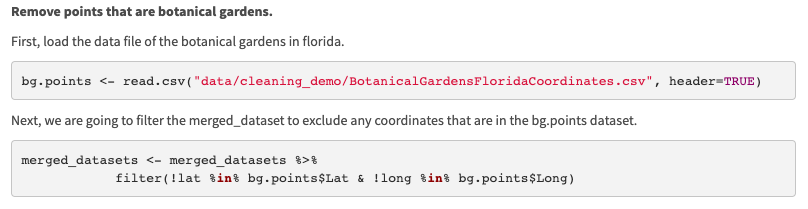 Remove points that are botanical gardens.
First, load the data file of the botanical gardens in florida.
bg.points <- read.csv("data/cleaning_demo/BotanicalGardensFloridaCoordinates.csv", header=TRUE)
Next, we are going to filter the merged_dataset to exclude any coordinates that are in the bg.points dataset.
merged_datasets <- merged_datasets %>%
filter(!lat %in% bg.points$Lat & !long %in% bg.points$Long)